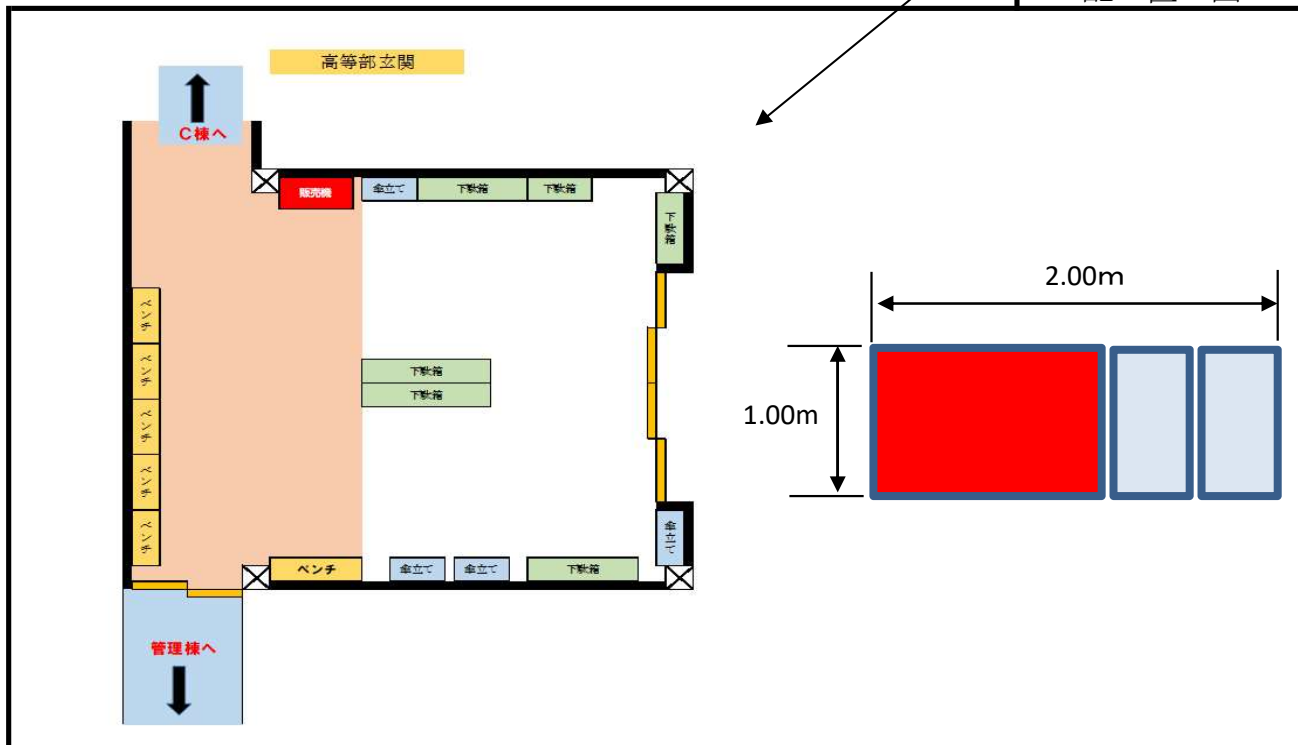 配置図
高等部玄関
C棟へ
販売機
傘立て
下駄箱
下駄箱
下駄箱
ベンチ
ベンチ
ベンチ
ベンチ
ベンチ
下駄箱
下駄箱
2.00m
1.00m
ベンチ
傘立て
傘立て
下駄箱
傘立て
管理棟へ